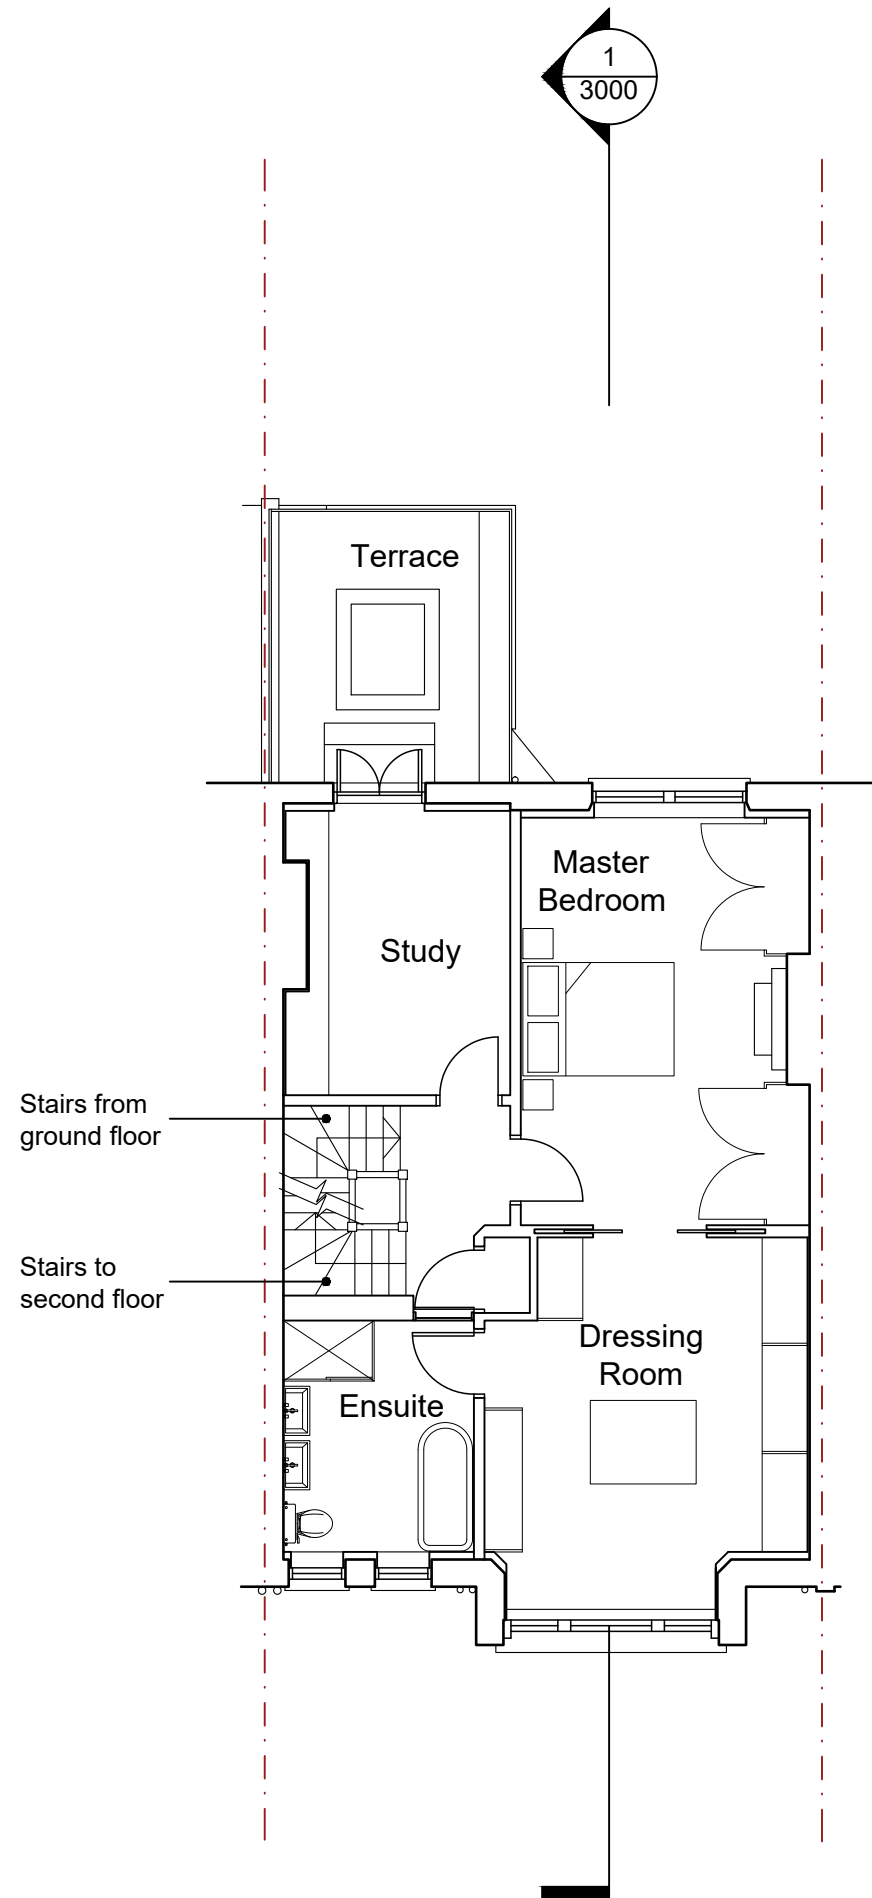 1
3000
Terrace
Master
Bedroom
Study
Stairs from
ground floor
Stairs to
second floor
Dressing
Room
Ensuite